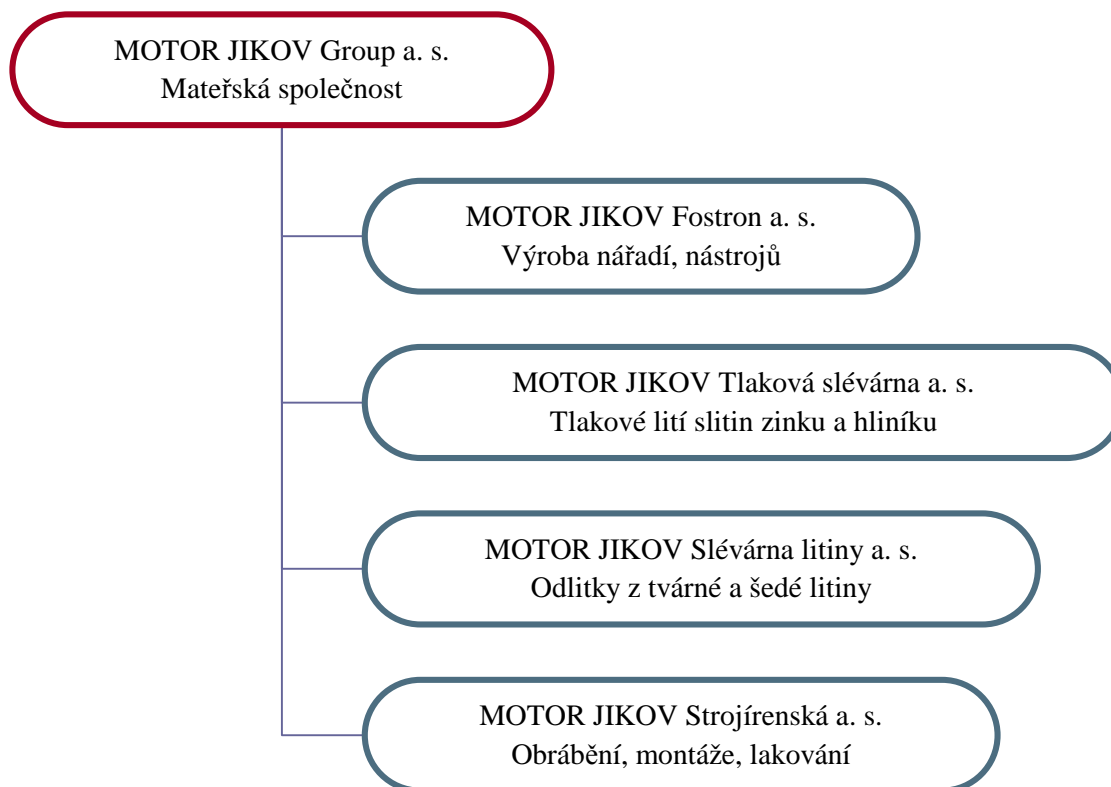 MOTOR JIKOV Group a. s.
Mateřská společnost
MOTOR JIKOV Fostron a. s.
Výroba nářadí, nástrojů
MOTOR JIKOV Tlaková slévárna a. s.
Tlakové lití slitin zinku a hliníku
MOTOR JIKOV Slévárna litiny a. s.
Odlitky z tvárné a šedé litiny
MOTOR JIKOV Strojírenská a. s.
Obrábění, montáže, lakování